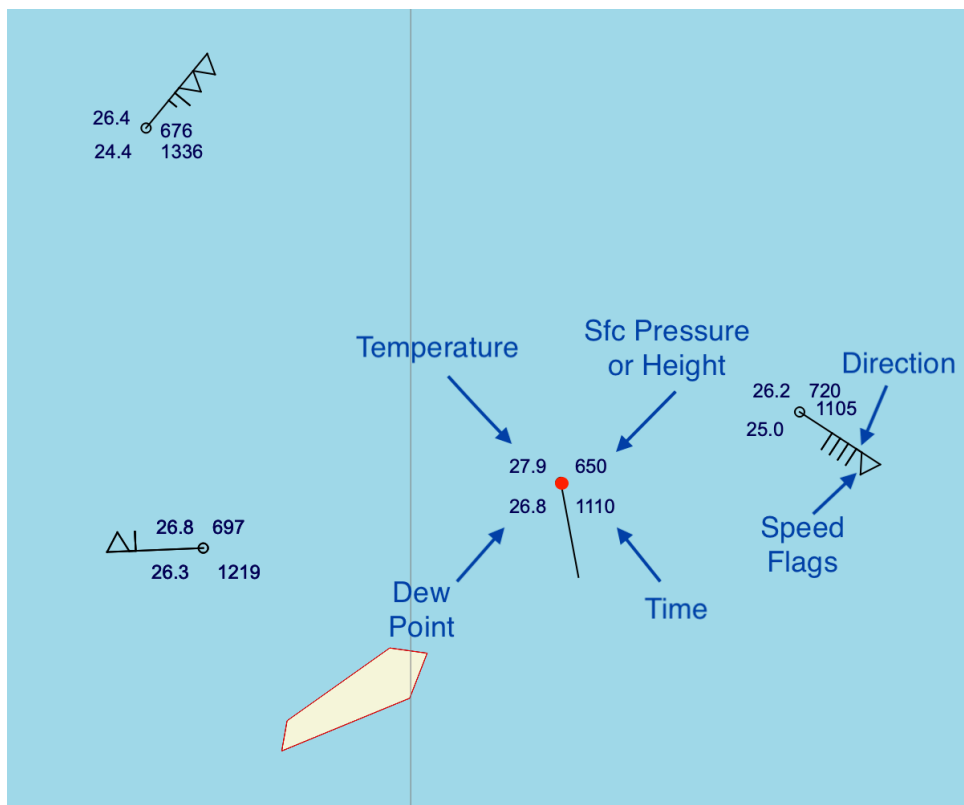 26.4
676
24.4 1336
Temperature
Sfc Pressure
or Height
Direction
26.2 720
1105
25.0
27.9 650
26.8 1110
Speed
Flags
26.8 697
26.3 1219
Dew
Point
Time